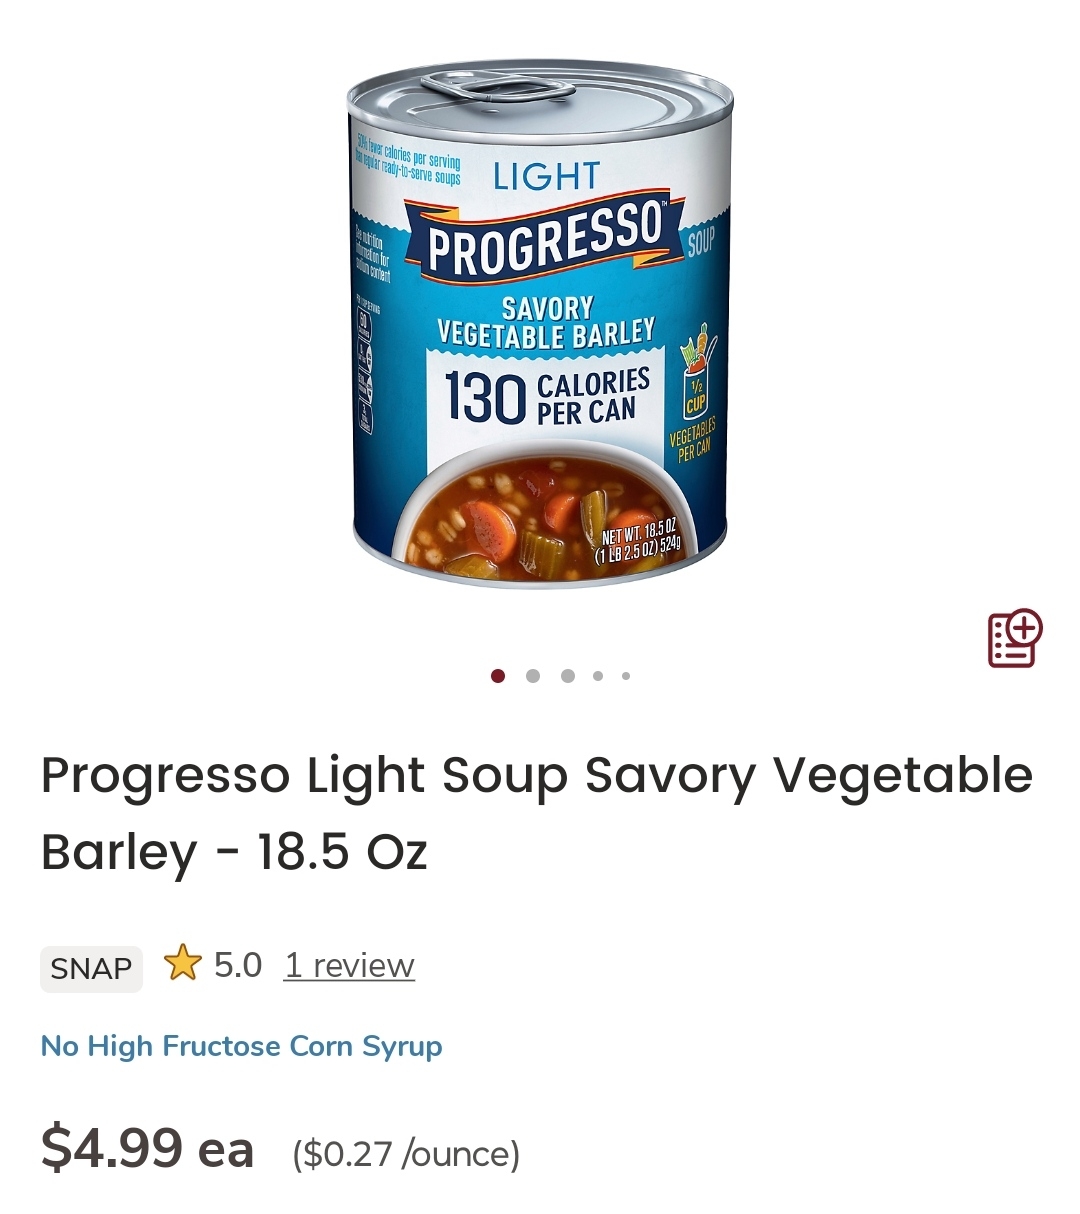 50% fewer calories per serving
than regular ready-to-serve soups
LIGHT
PROGRESSO™
SOUP
See nutrition
information for
sodium content
SAVORY
VEGETABLE BARLEY
130 CALORIES
PER CAN
1/2
CUP
VEGETABLES
PER CAN
NET WT. 18.5 OZ
(1 LB 2.5 OZ) 524g
Progresso Light Soup Savory Vegetable
Barley - 18.5 Oz
SNAP 5.0 1 review
No High Fructose Corn Syrup
$4.99 ea ($0.27 /ounce)